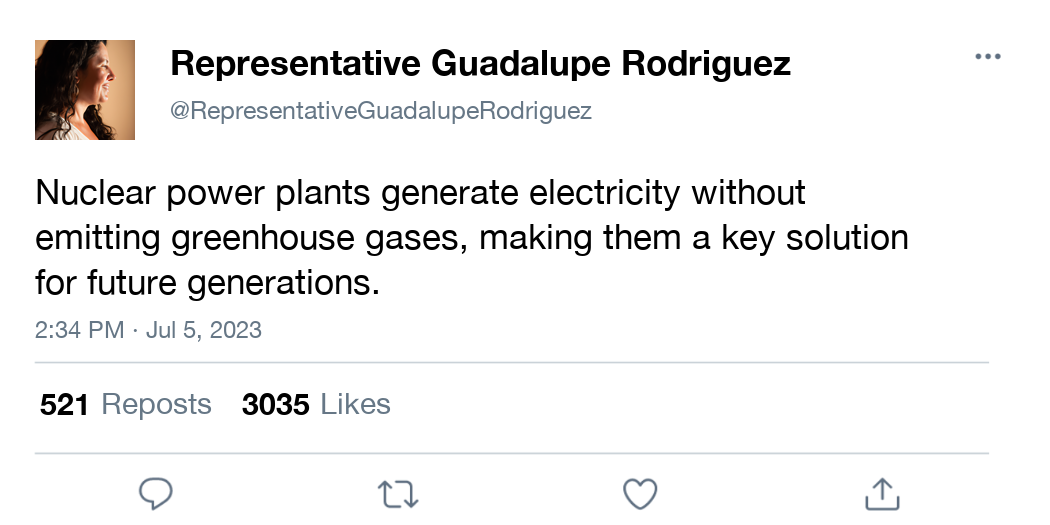 Representative Guadalupe Rodriguez
@RepresentativeGuadalupeRodriguez
Nuclear power plants generate electricity without
emitting greenhouse gases, making them a key solution
for future generations.
2:34 PM · Jul 5, 2023
521 Reposts 3035 Likes